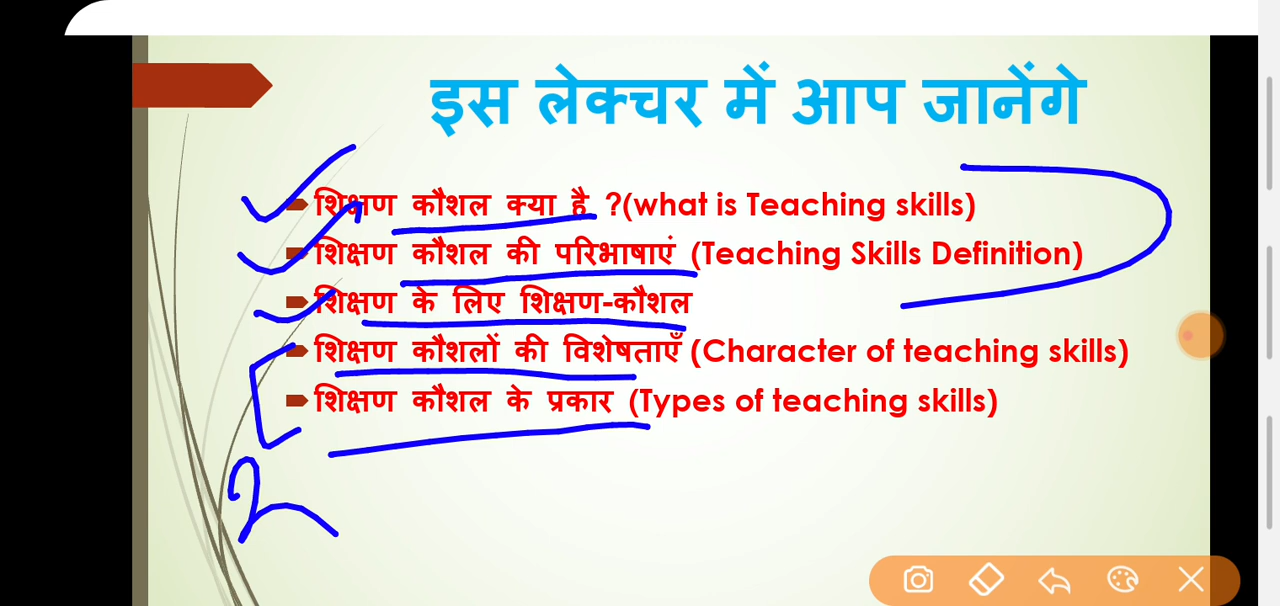 इस लेक्चर में आप जानेंगे
शिक्षण कौशल क्या है ?(what is Teaching skills)
शिक्षण कौशल की परिभाषाएं (Teaching Skills Definition)
शिक्षण के लिए शिक्षण-कौशल
शिक्षण कौशलों की विशेषताएँ (Character of teaching skills)
शिक्षण कौशल के प्रकार (Types of teaching skills)
2